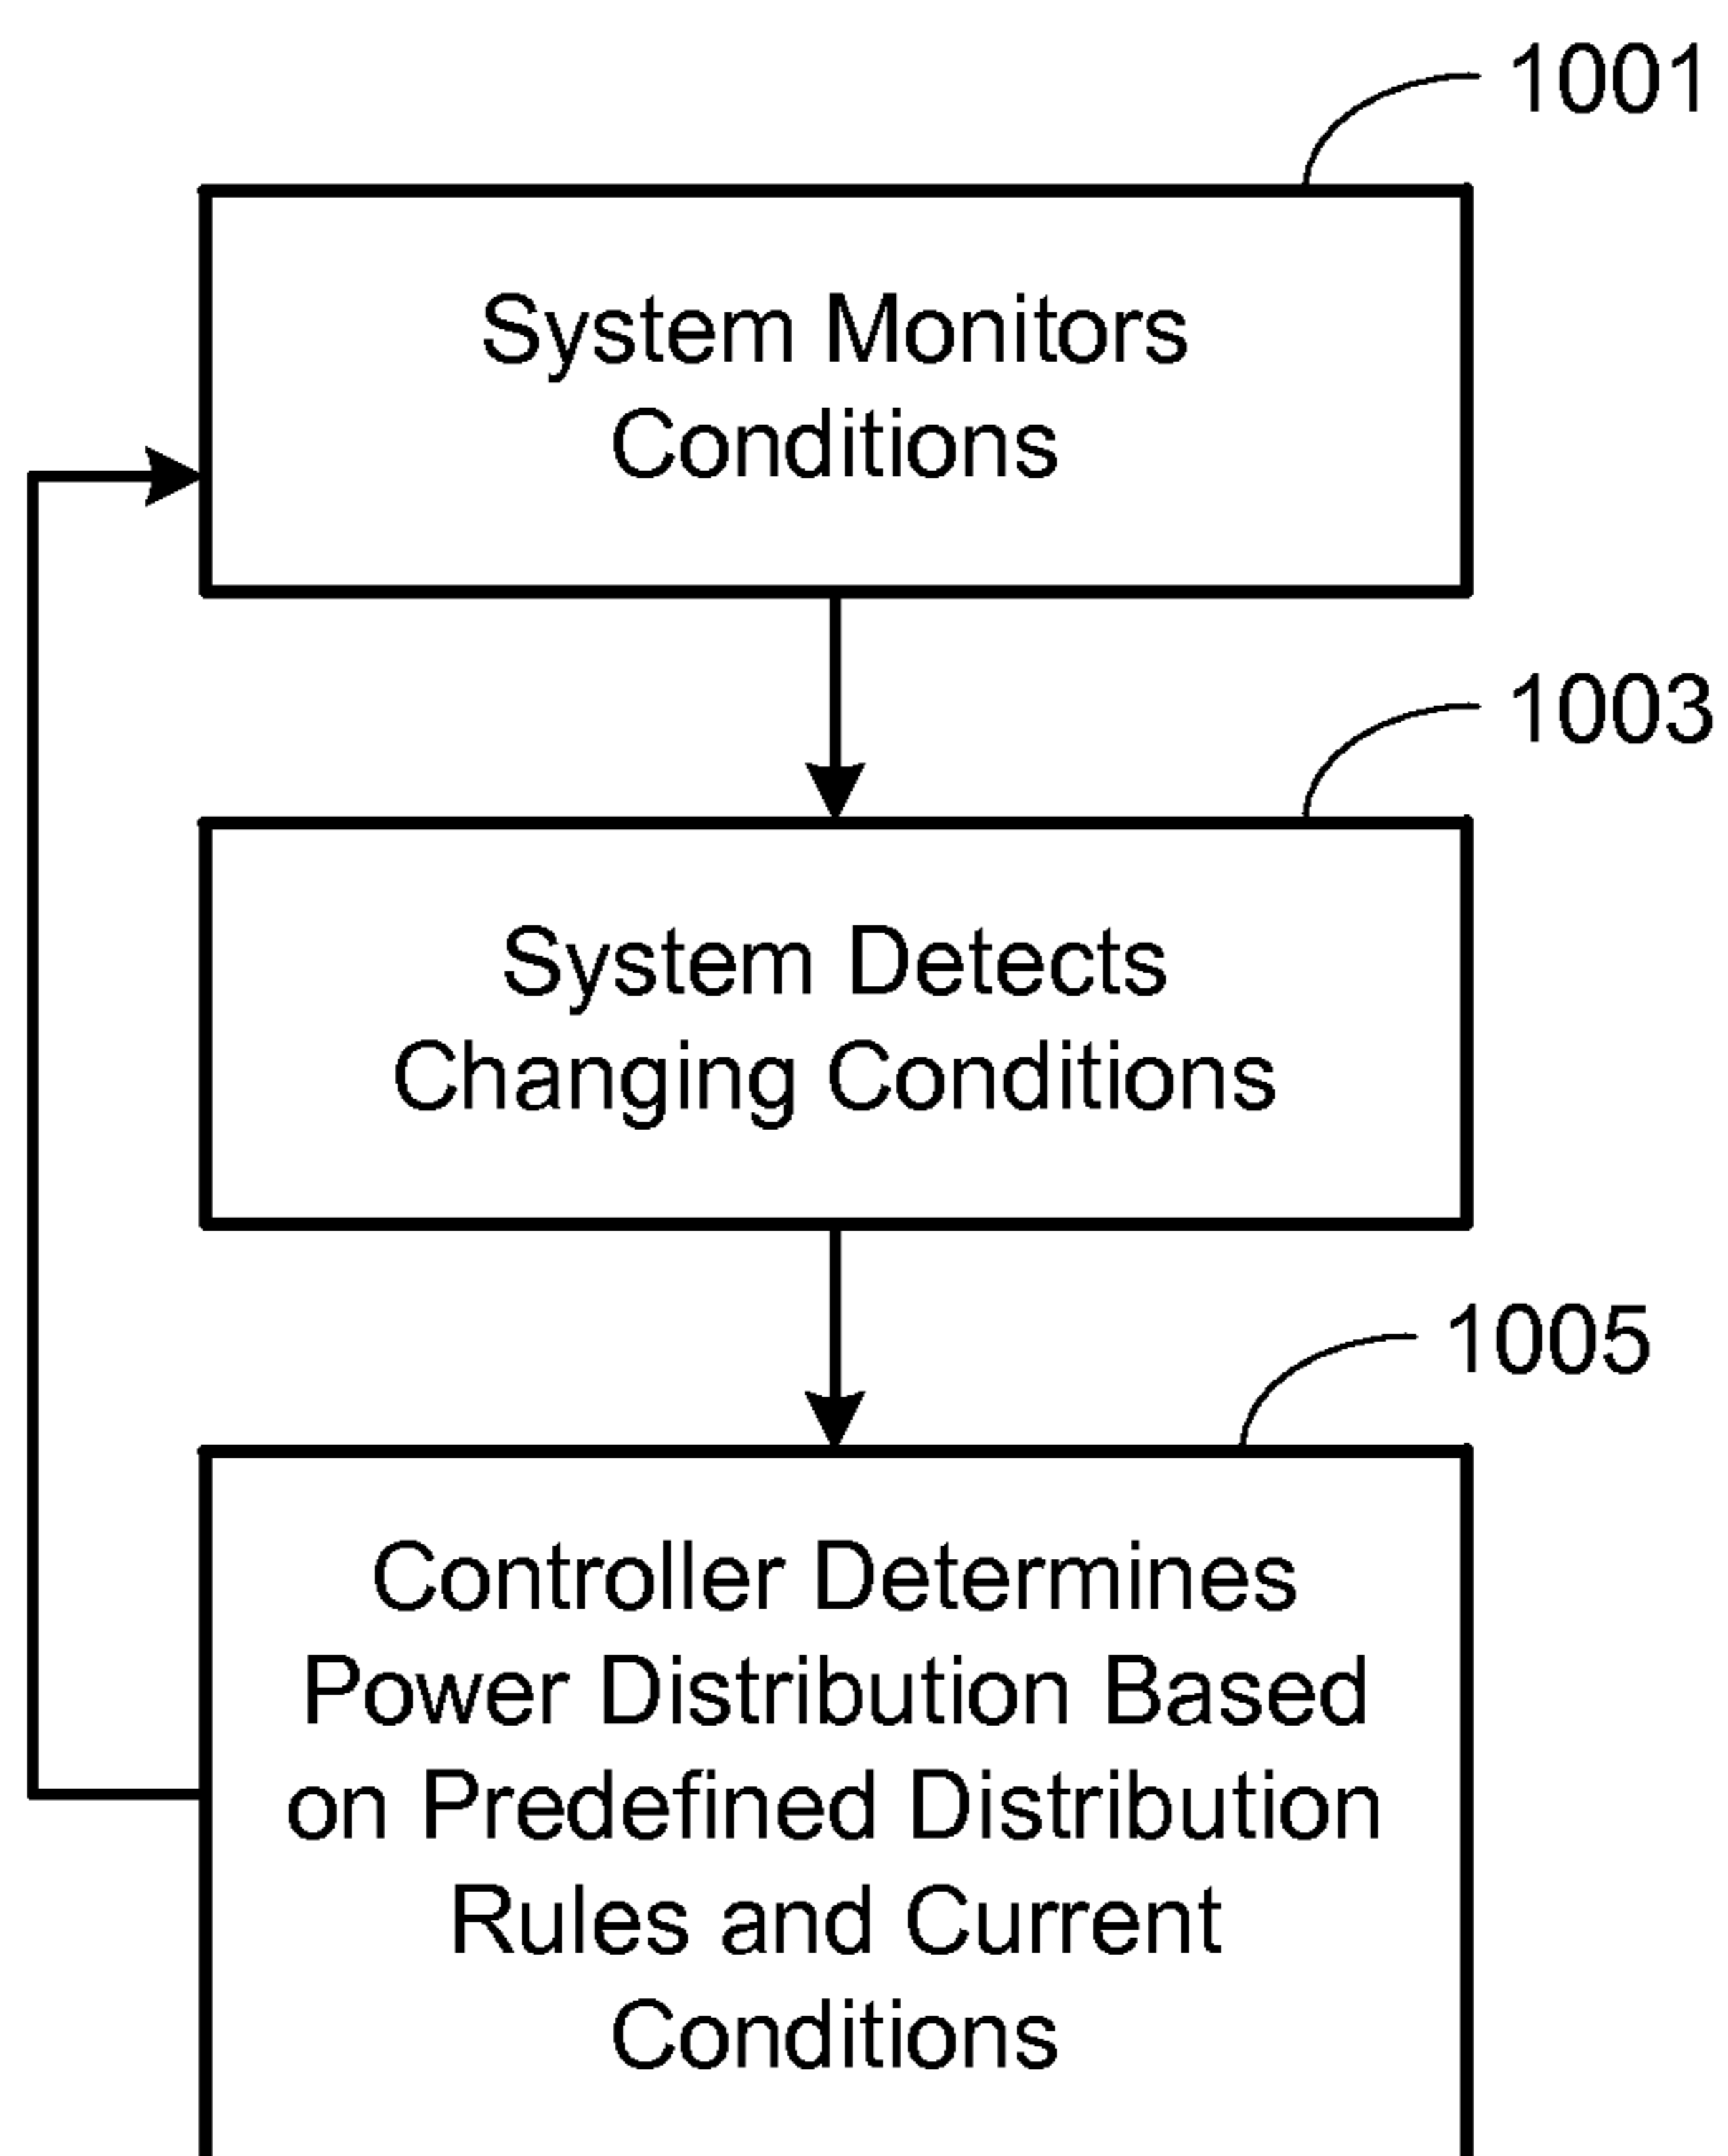 1001
System Monitors
Conditions
1003
System Detects
Changing Conditions
1005
Controller Determines
Power Distribution Based
on Predefined Distribution
Rules and Current
Conditions